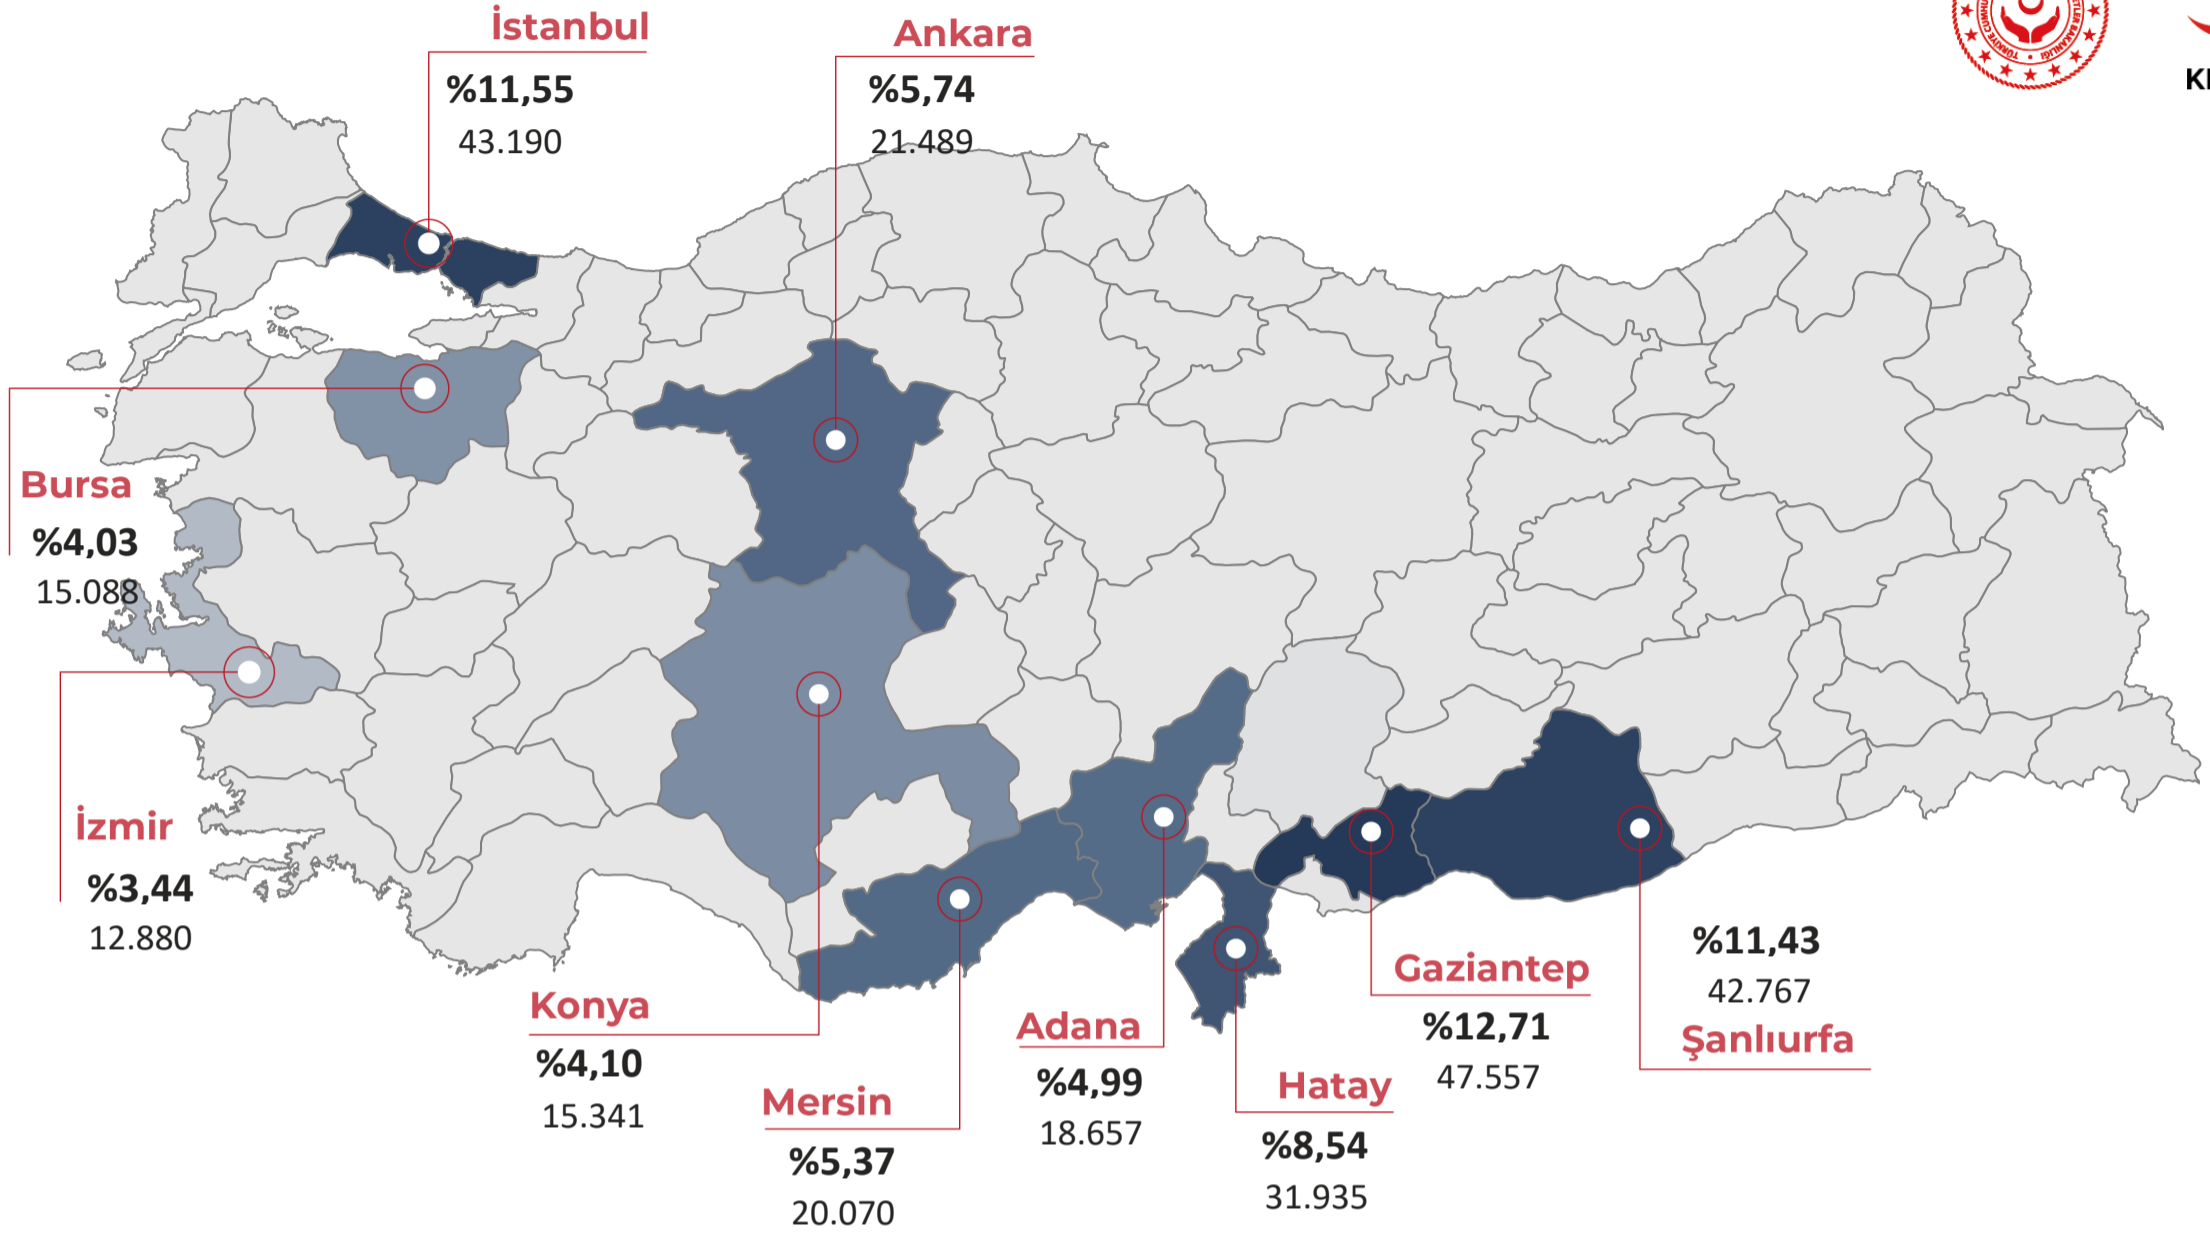 İstanbul
%11,55
43.190
Ankara
%5,74
21.489
Bursa
%4,03
15.088
İzmir
%3,44
12.880
Konya
%4,10
15.341
Mersin
%5,37
20.070
Adana
%4,99
18.657
Hatay
%8,54
31.935
Gaziantep
%12,71
47.557
%11,43
42.767
Şanlıurfa